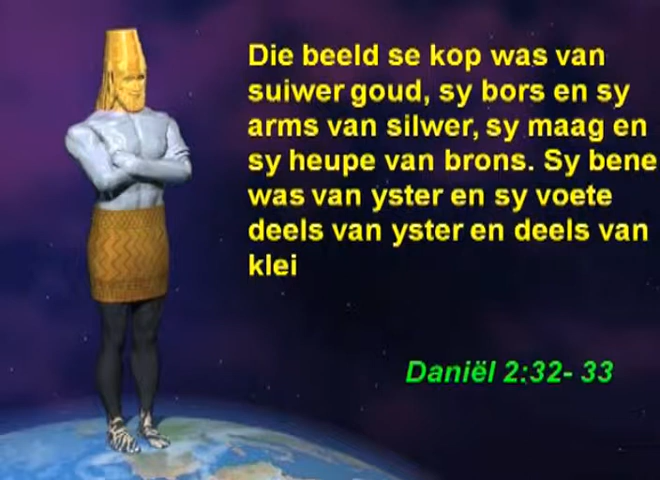 Die beeld se kop was van
suiwer goud, sy bors en sy
arms van silwer, sy maag en
sy heupe van brons. Sy bene
was van yster en sy voete
deels van yster en deels van
klei
Daniël 2:32- 33